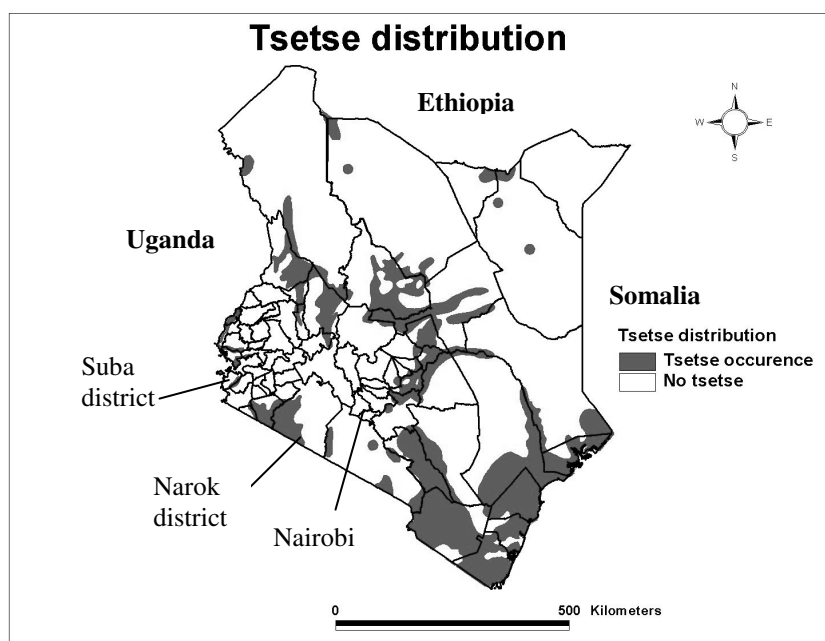 Tsetse distribution
Ethiopia
N
W E
S
Uganda
Somalia
Tsetse distribution
Tsetse occurence
No tsetse
Suba
district
Narok
district
Nairobi
0 500 Kilometers